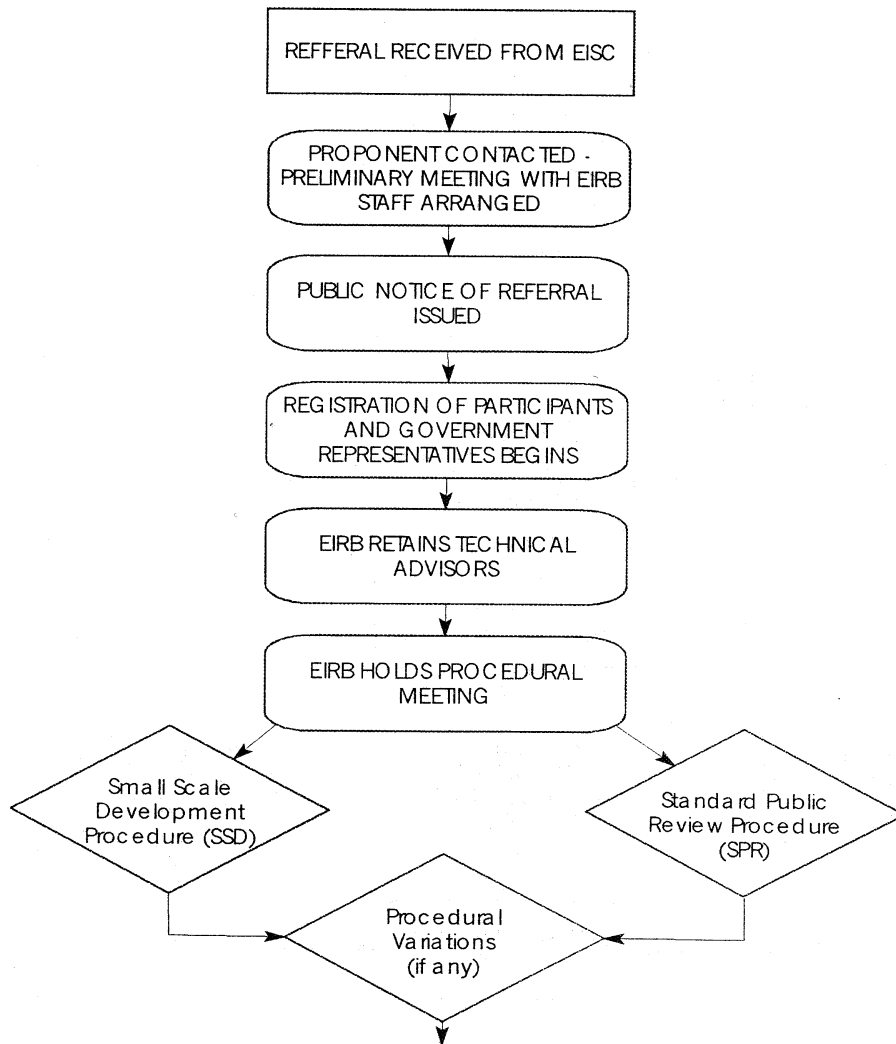 REFFERAL RECEIVED FROM EISC
PROPONENT CONTACTED -
PRELIMINARY MEETING WITH EIRB
STAFF ARRANGED
PUBLIC NOTICE OF REFERRAL
ISSUED
REGISTRATION OF PARTICIPANTS
AND GOVERNMENT
REPRESENTATIVES BEGINS
EIRB RETAINS TECHNICAL
ADVISORS
EIRB HOLDS PROCEDURAL
MEETING
Small Scale
Development
Procedure (SSD)
Standard Public
Review Procedure
(SPR)
Procedural
Variations
(if any)